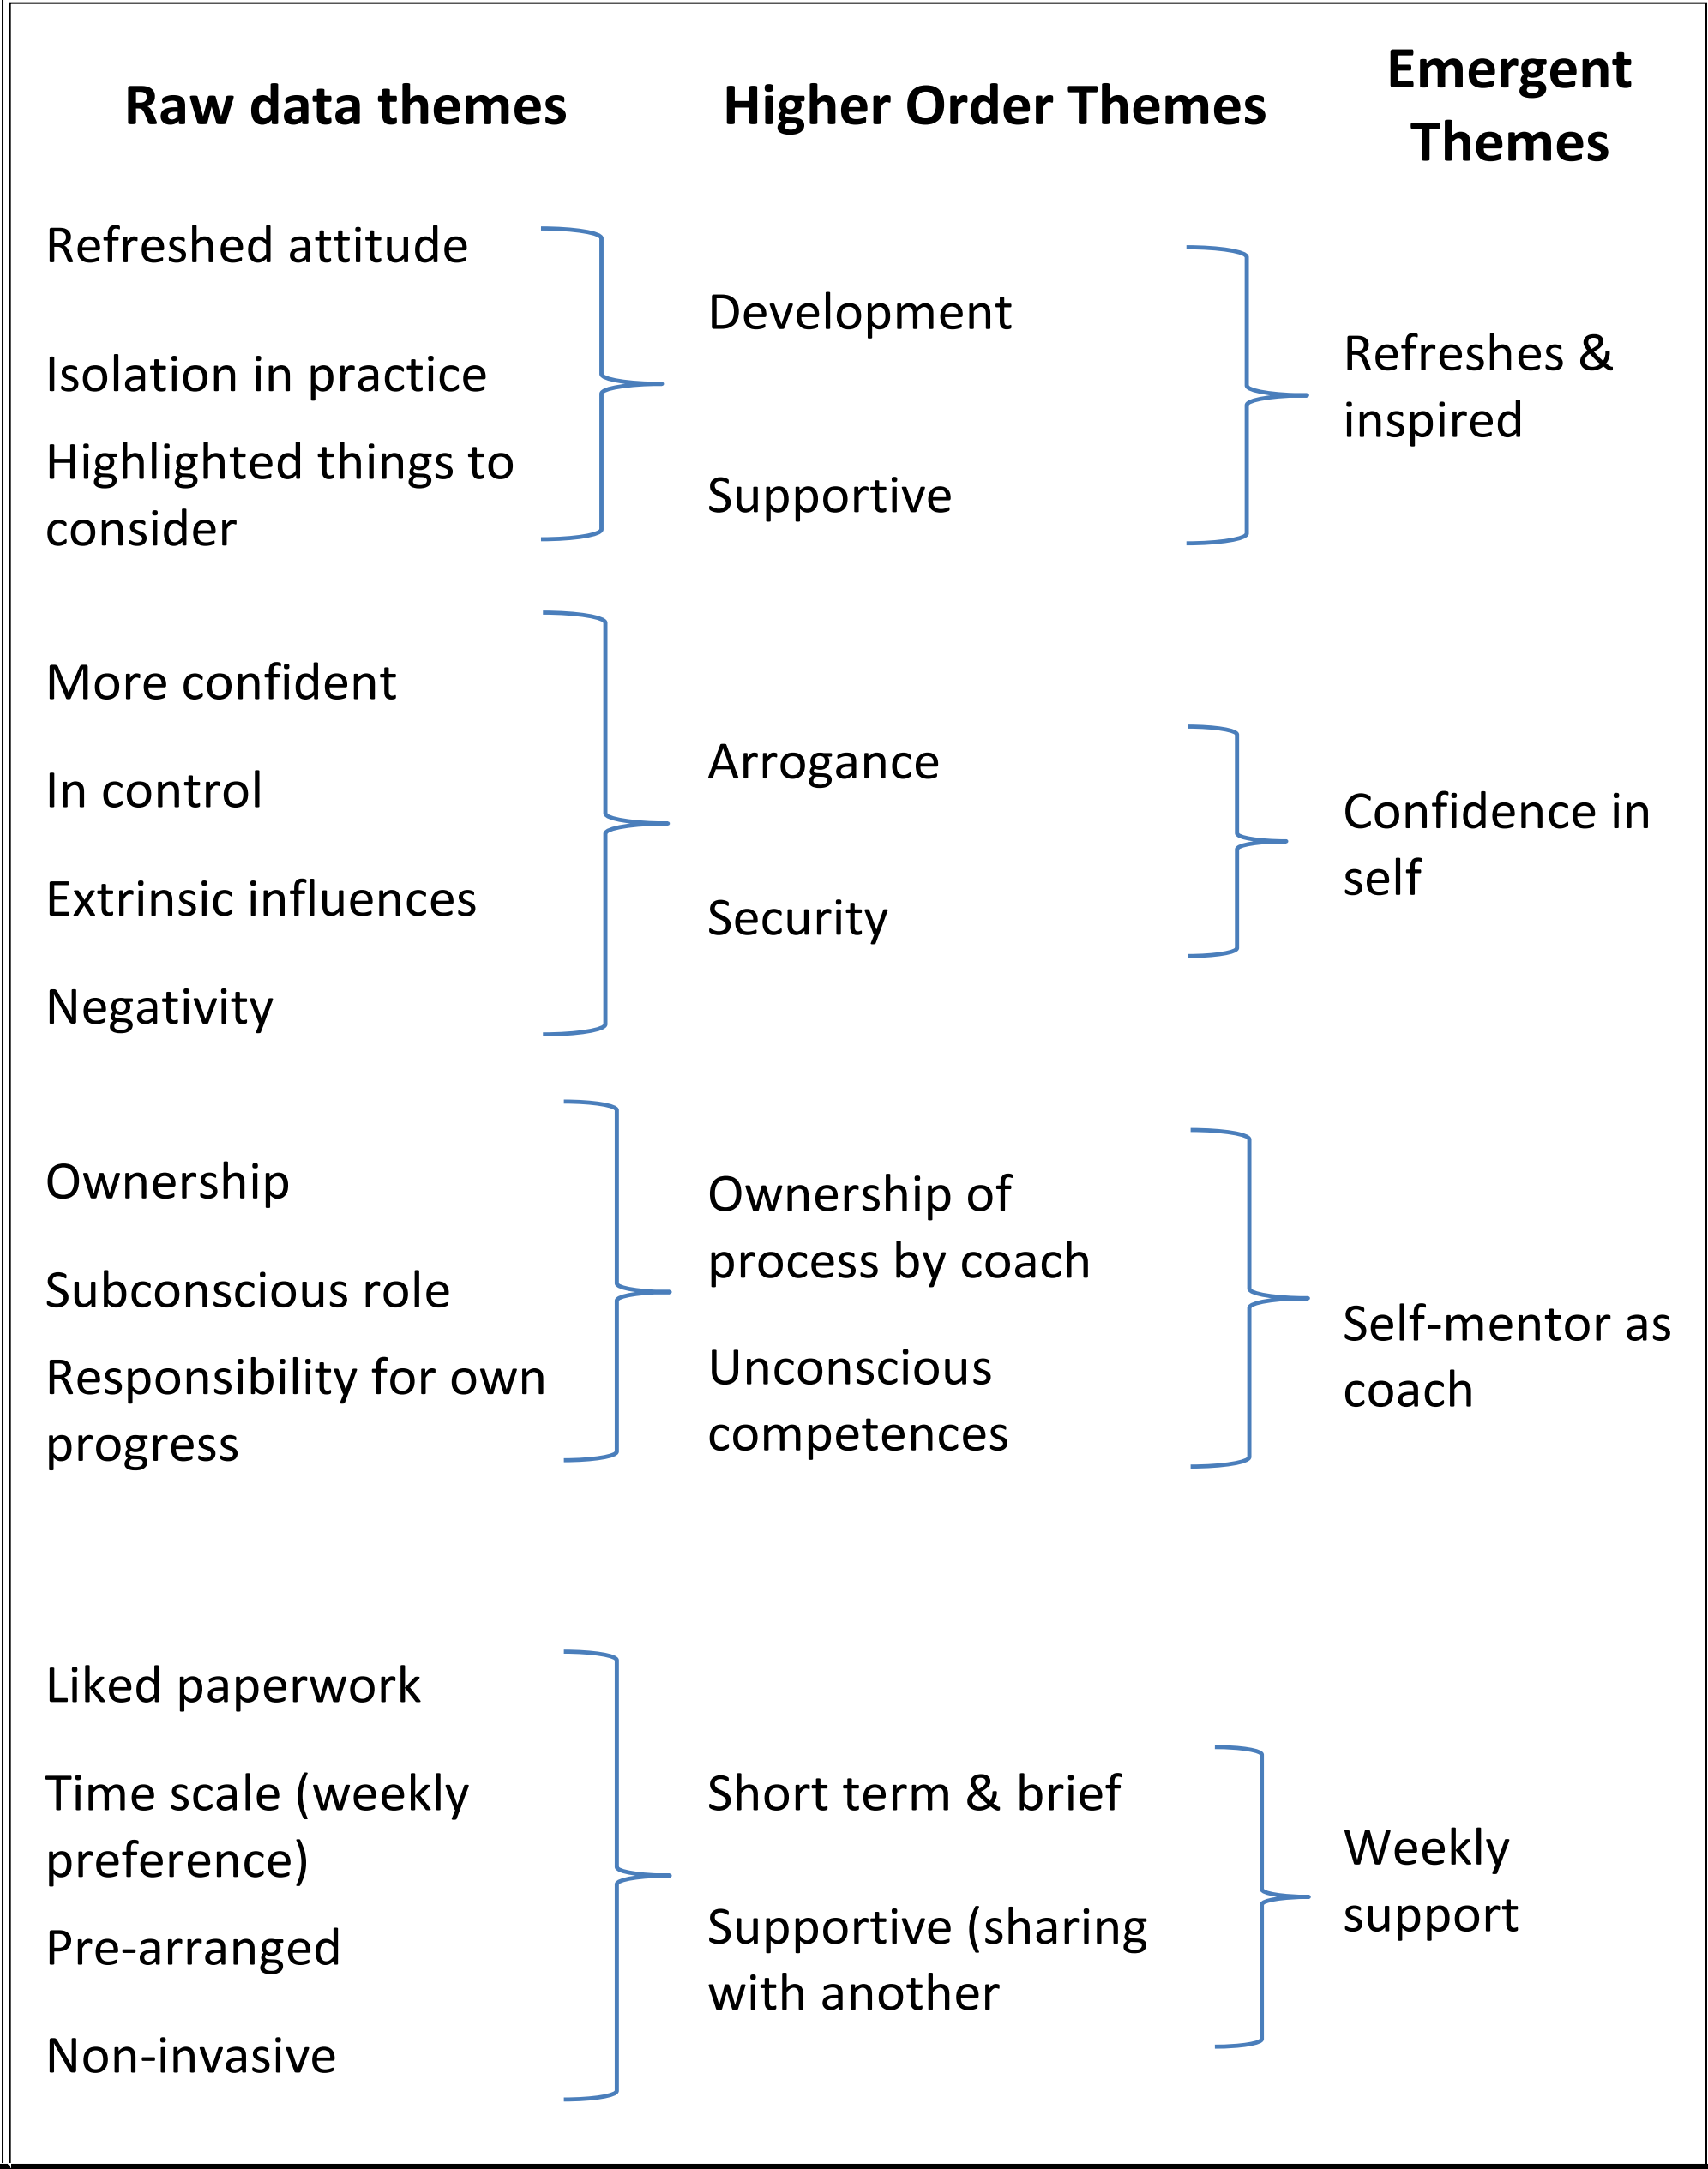 Raw data themes
Higher Order Themes
Emergent
Themes
Refreshed attitude
Isolation in practice
Highlighted things to
consider
Development
Supportive
Refreshes &
inspired
More confident
In control
Extrinsic influences
Negativity
Arrogance
Security
Confidence in
self
Ownership
Subconscious role
Responsibility for own
progress
Ownership of
process by coach
Unconscious
competences
Self-mentor as
coach
Liked paperwork
Time scale (weekly
preference)
Pre-arranged
Non-invasive
Short term & brief
Supportive (sharing
with another
Weekly
support